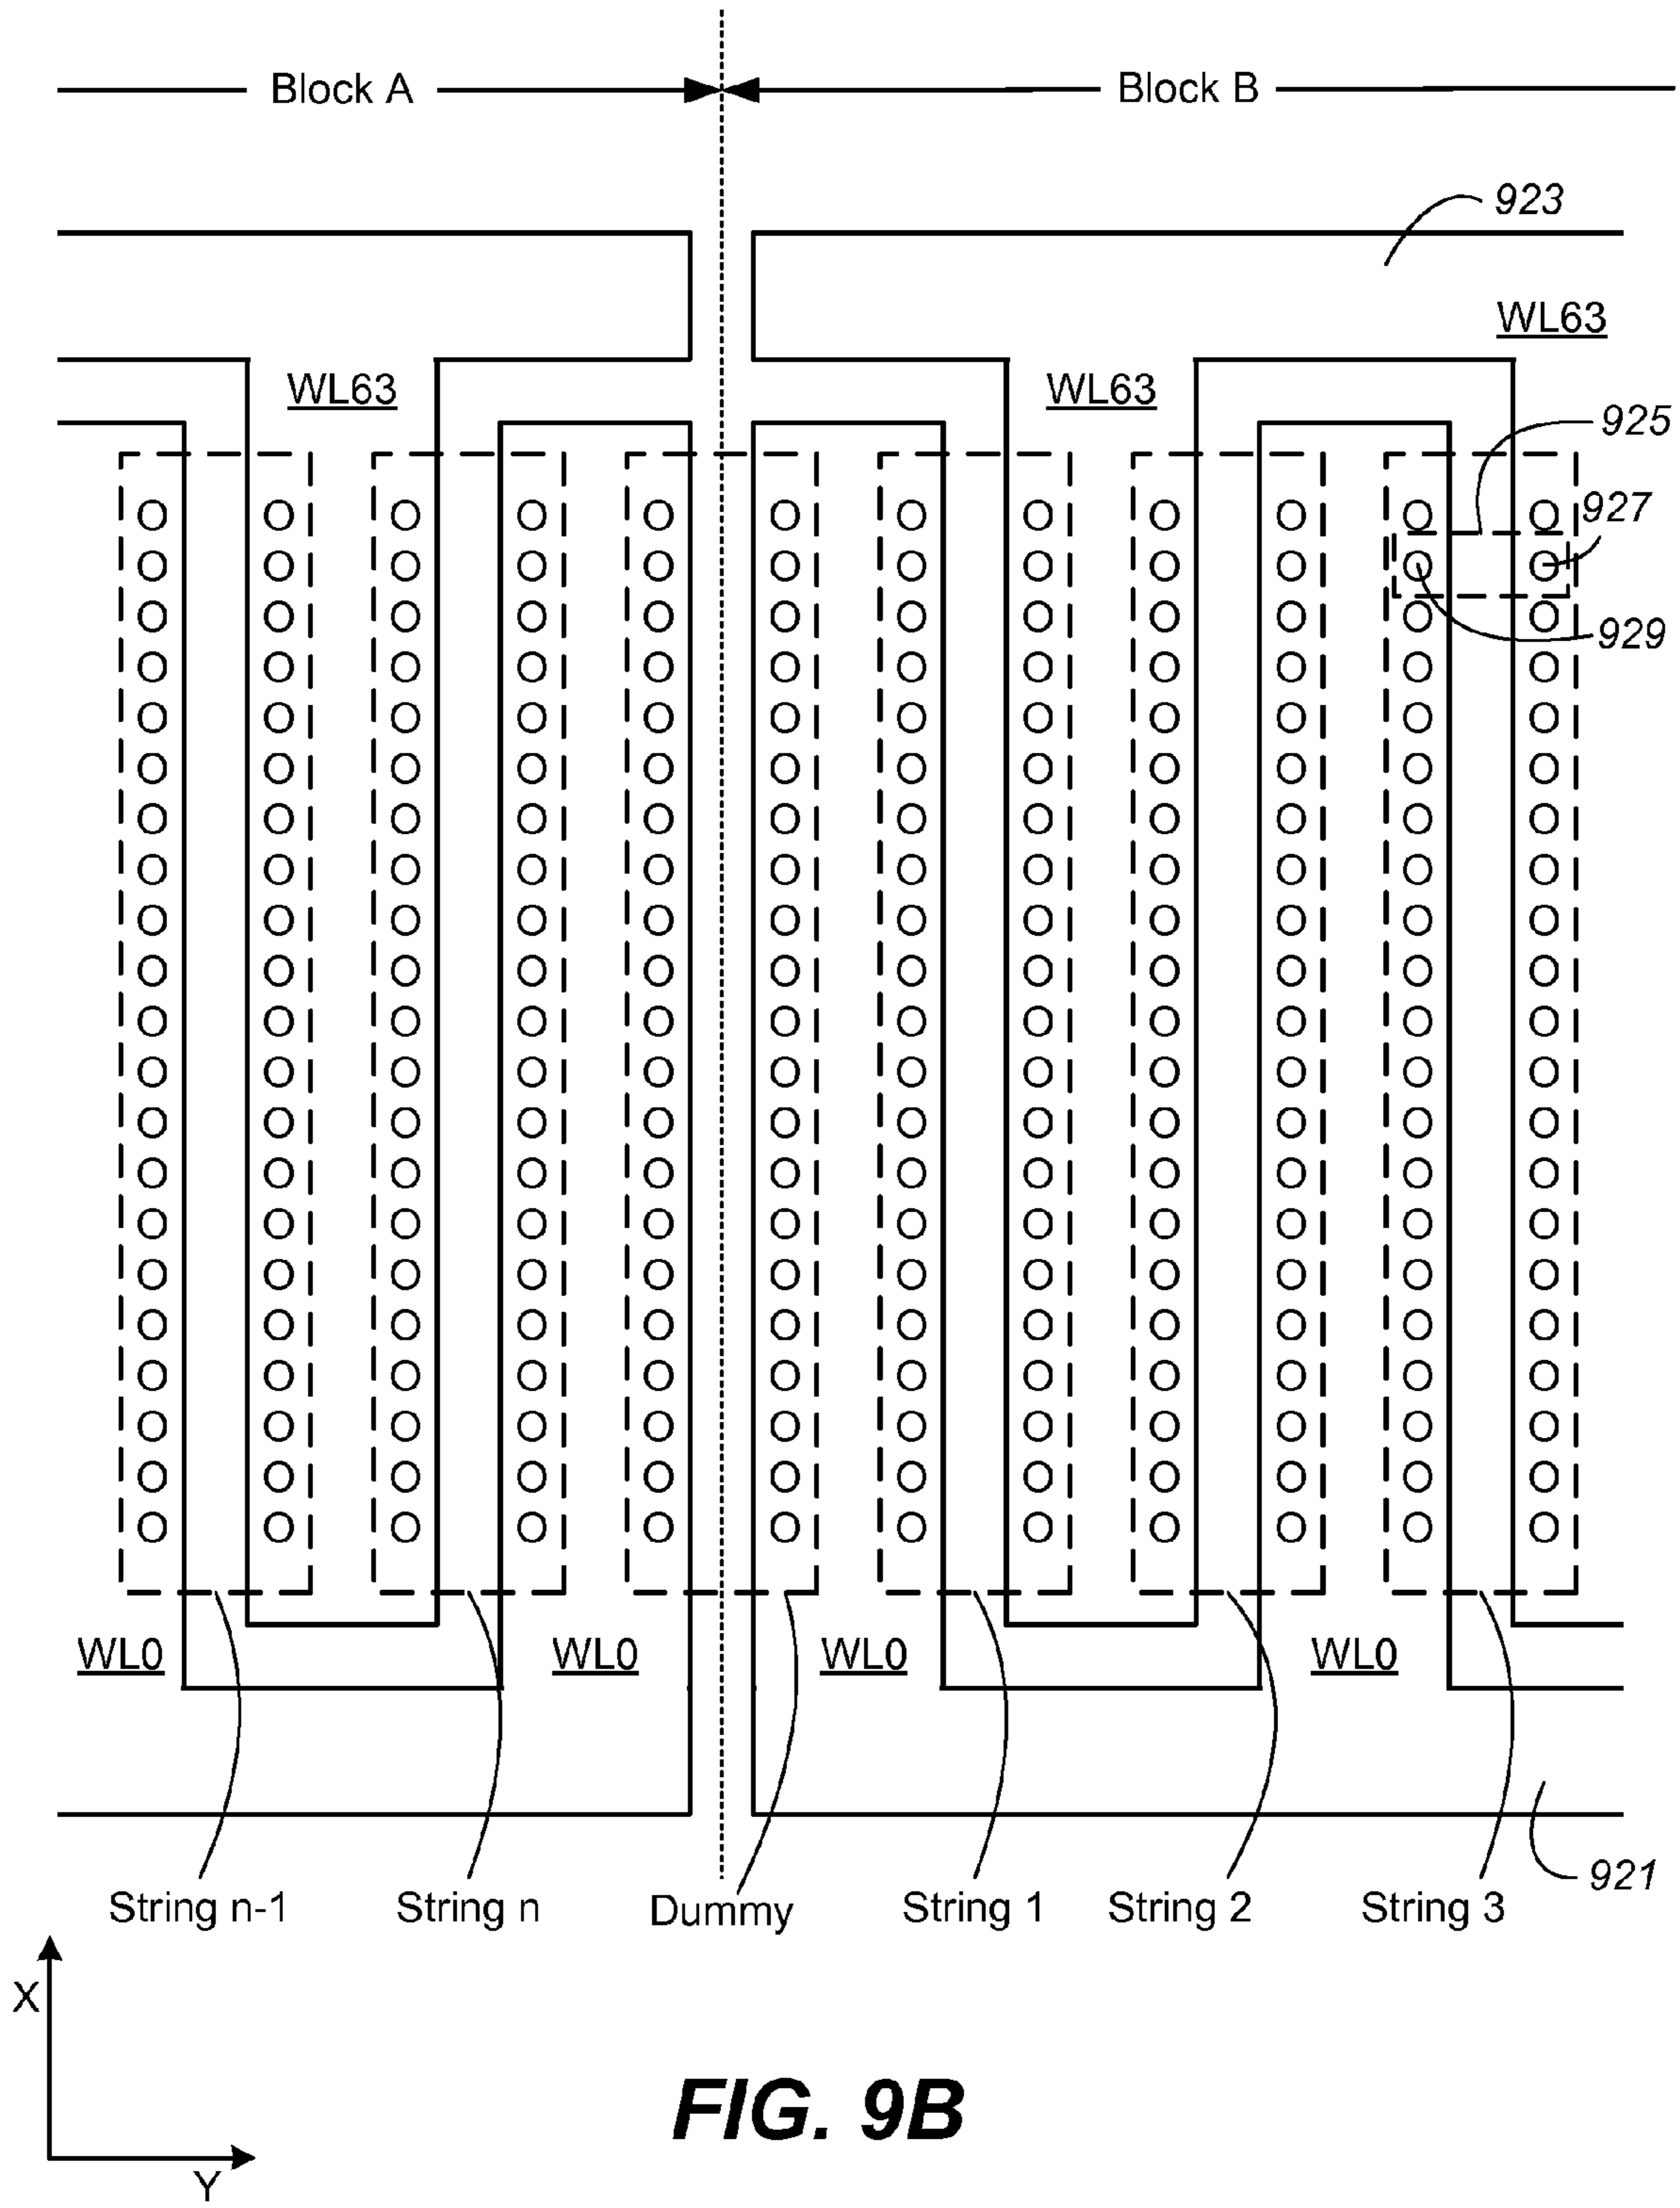 Block A
Block B
923
WL63
WL63
WL63
925
927
929
WL0
WL0
WL0
WL0
921
String n-1
String n
Dummy
String 1
String 2
String 3
X
Y
FIG. 9B